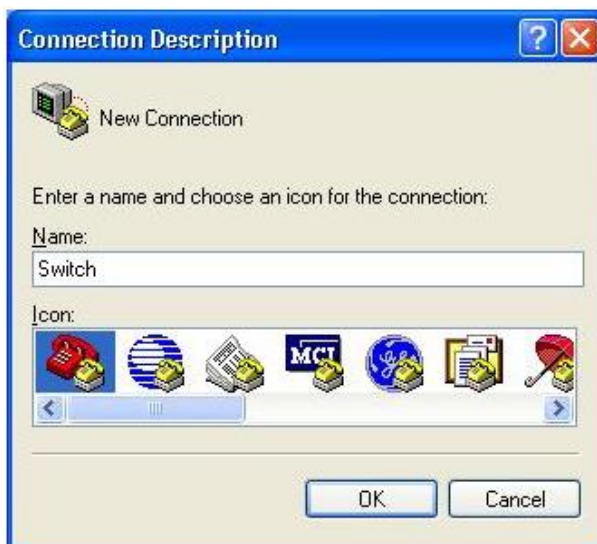 Connection Description
New Connection
Enter a name and choose an icon for the connection:
Name:
Switch
Icon:
MCI
OK
Cancel